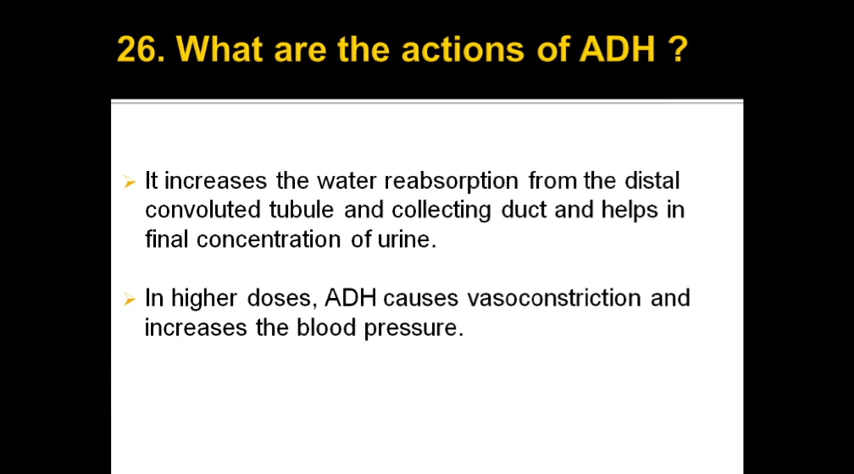 26. What are the actions of ADH ?
It increases the water reabsorption from the distal
convoluted tubule and collecting duct and helps in
final concentration of urine.
In higher doses, ADH causes vasoconstriction and
increases the blood pressure.